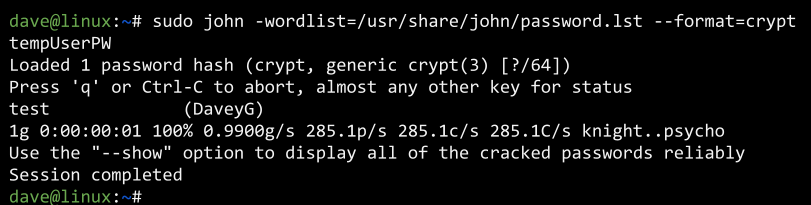 dave@linux:~# sudo john -wordlist=/usr/share/john/password.lst --format=crypt
tempUserPW
Loaded 1 password hash (crypt, generic crypt(3) [?/64])
Press 'q' or Ctrl-C to abort, almost any other key for status
test             (DaveyG)
1g 0:00:00:01 100% 0.9900g/s 285.1p/s 285.1c/s 285.1C/s knight..psycho
Use the "--show" option to display all of the cracked passwords reliably
Session completed
dave@linux:~#